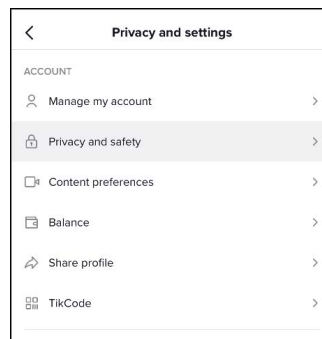 Privacy and settings
ACCOUNT
Manage my account
Privacy and safety
Content preferences
Balance
Share profile
TikCode